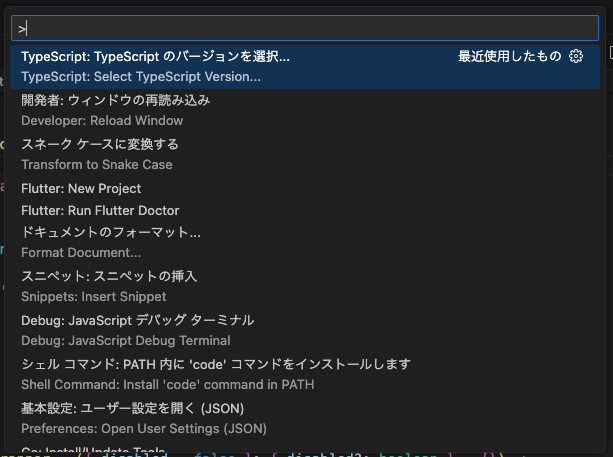 >
TypeScript: TypeScript のバージョンを選択... 最近使用したもの
TypeScript: Select TypeScript Version...
開発者: ウィンドウの再読み込み
Developer: Reload Window
スネーク ケースに変換する
Transform to Snake Case
Flutter: New Project
Flutter: Run Flutter Doctor
ドキュメントのフォーマット...
Format Document...
スニペット: スニペットの挿入
Snippets: Insert Snippet
Debug: JavaScript デバッグ ターミナル
Debug: JavaScript Debug Terminal
シェル コマンド: PATH 内に 'code' コマンドをインストールします
Shell Command: Install 'code' command in PATH
基本設定: ユーザー設定を開く (JSON)
Preferences: Open User Settings (JSON)
Go: Install/Update Tools